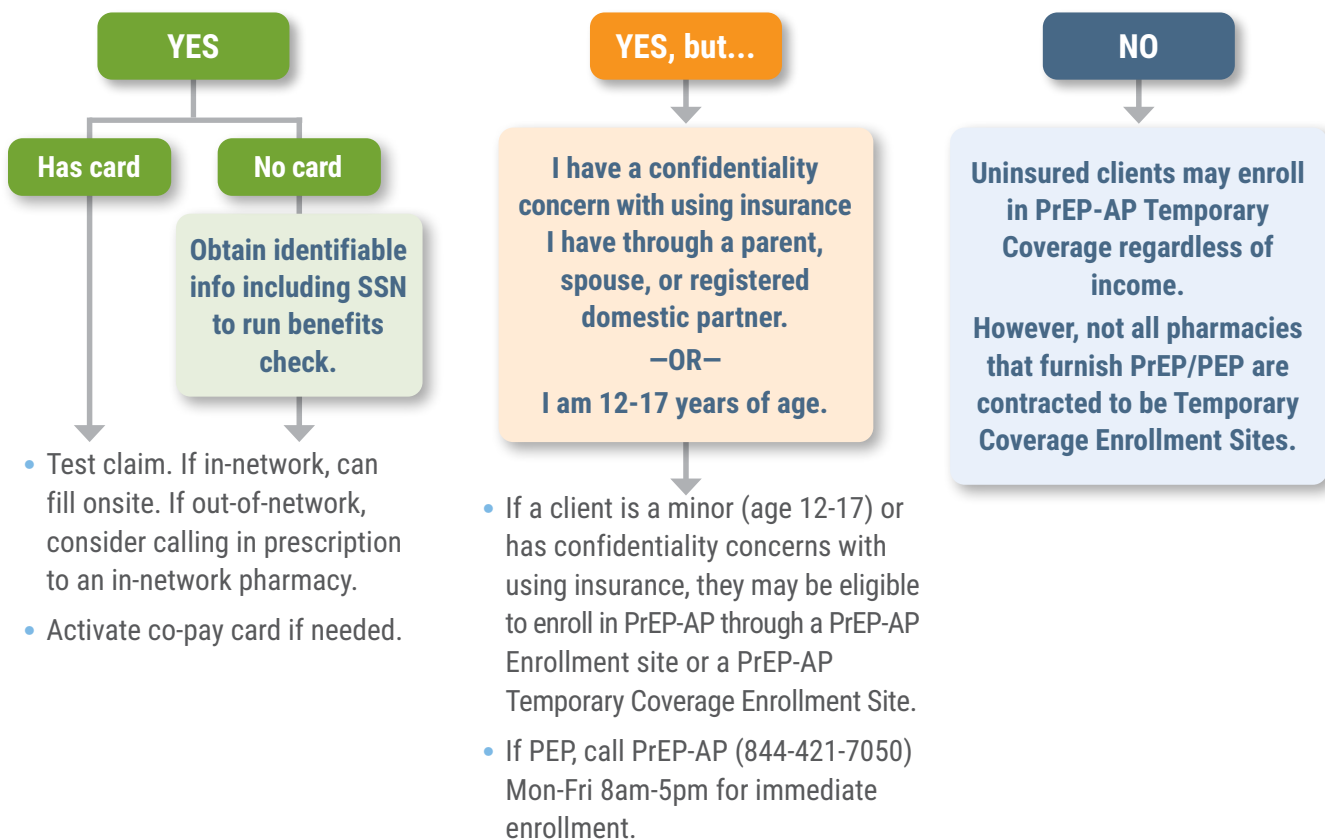 YES
Has card
No card
Obtain identifiable
info including SSN
to run benefits
check.
• Test claim. If in-network, can
fill onsite. If out-of-network,
consider calling in prescription
to an in-network pharmacy.
• Activate co-pay card if needed.
YES, but...
I have a confidentiality
concern with using insurance
I have through a parent,
spouse, or registered
domestic partner.
—OR—
I am 12-17 years of age.
• If a client is a minor (age 12-17) or
has confidentiality concerns with
using insurance, they may be eligible
to enroll in PrEP-AP through a PrEP-AP
Enrollment site or a PrEP-AP
Temporary Coverage Enrollment Site.
• If PEP, call PrEP-AP (844-421-7050)
Mon-Fri 8am-5pm for immediate
enrollment.
NO
Uninsured clients may enroll
in PrEP-AP Temporary
Coverage regardless of
income.
However, not all pharmacies
that furnish PrEP/PEP are
contracted to be Temporary
Coverage Enrollment Sites.